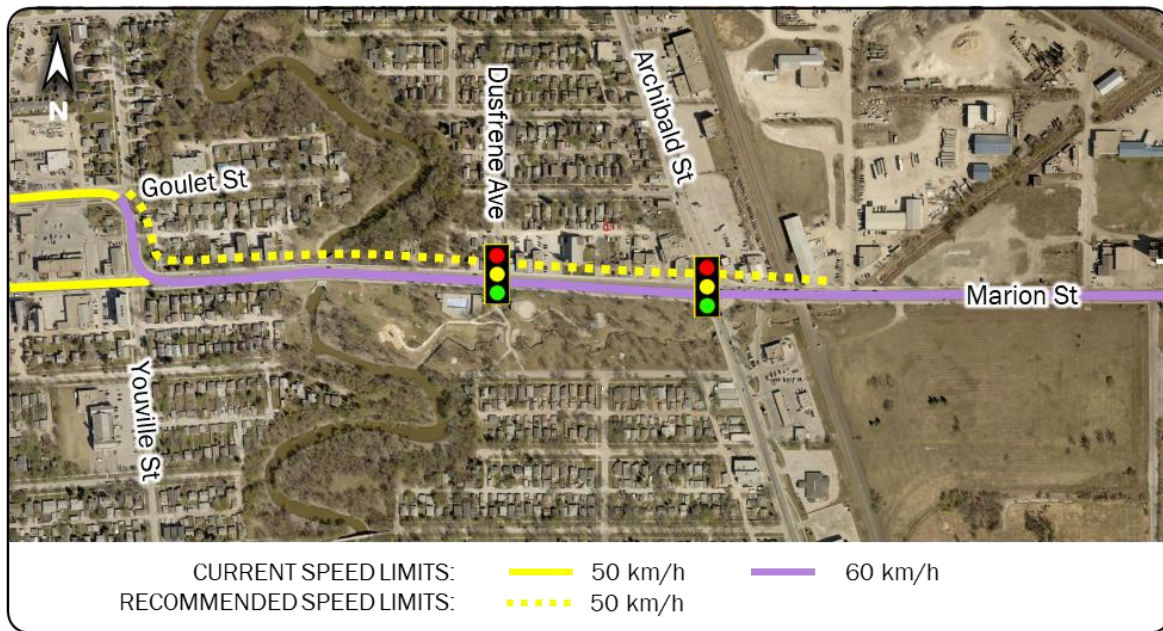 N
Goulet St
Dusfrene Ave
Archibald St
Marion St
Youville St
CURRENT SPEED LIMITS: 50 km/h 60 km/h
RECOMMENDED SPEED LIMITS: 50 km/h